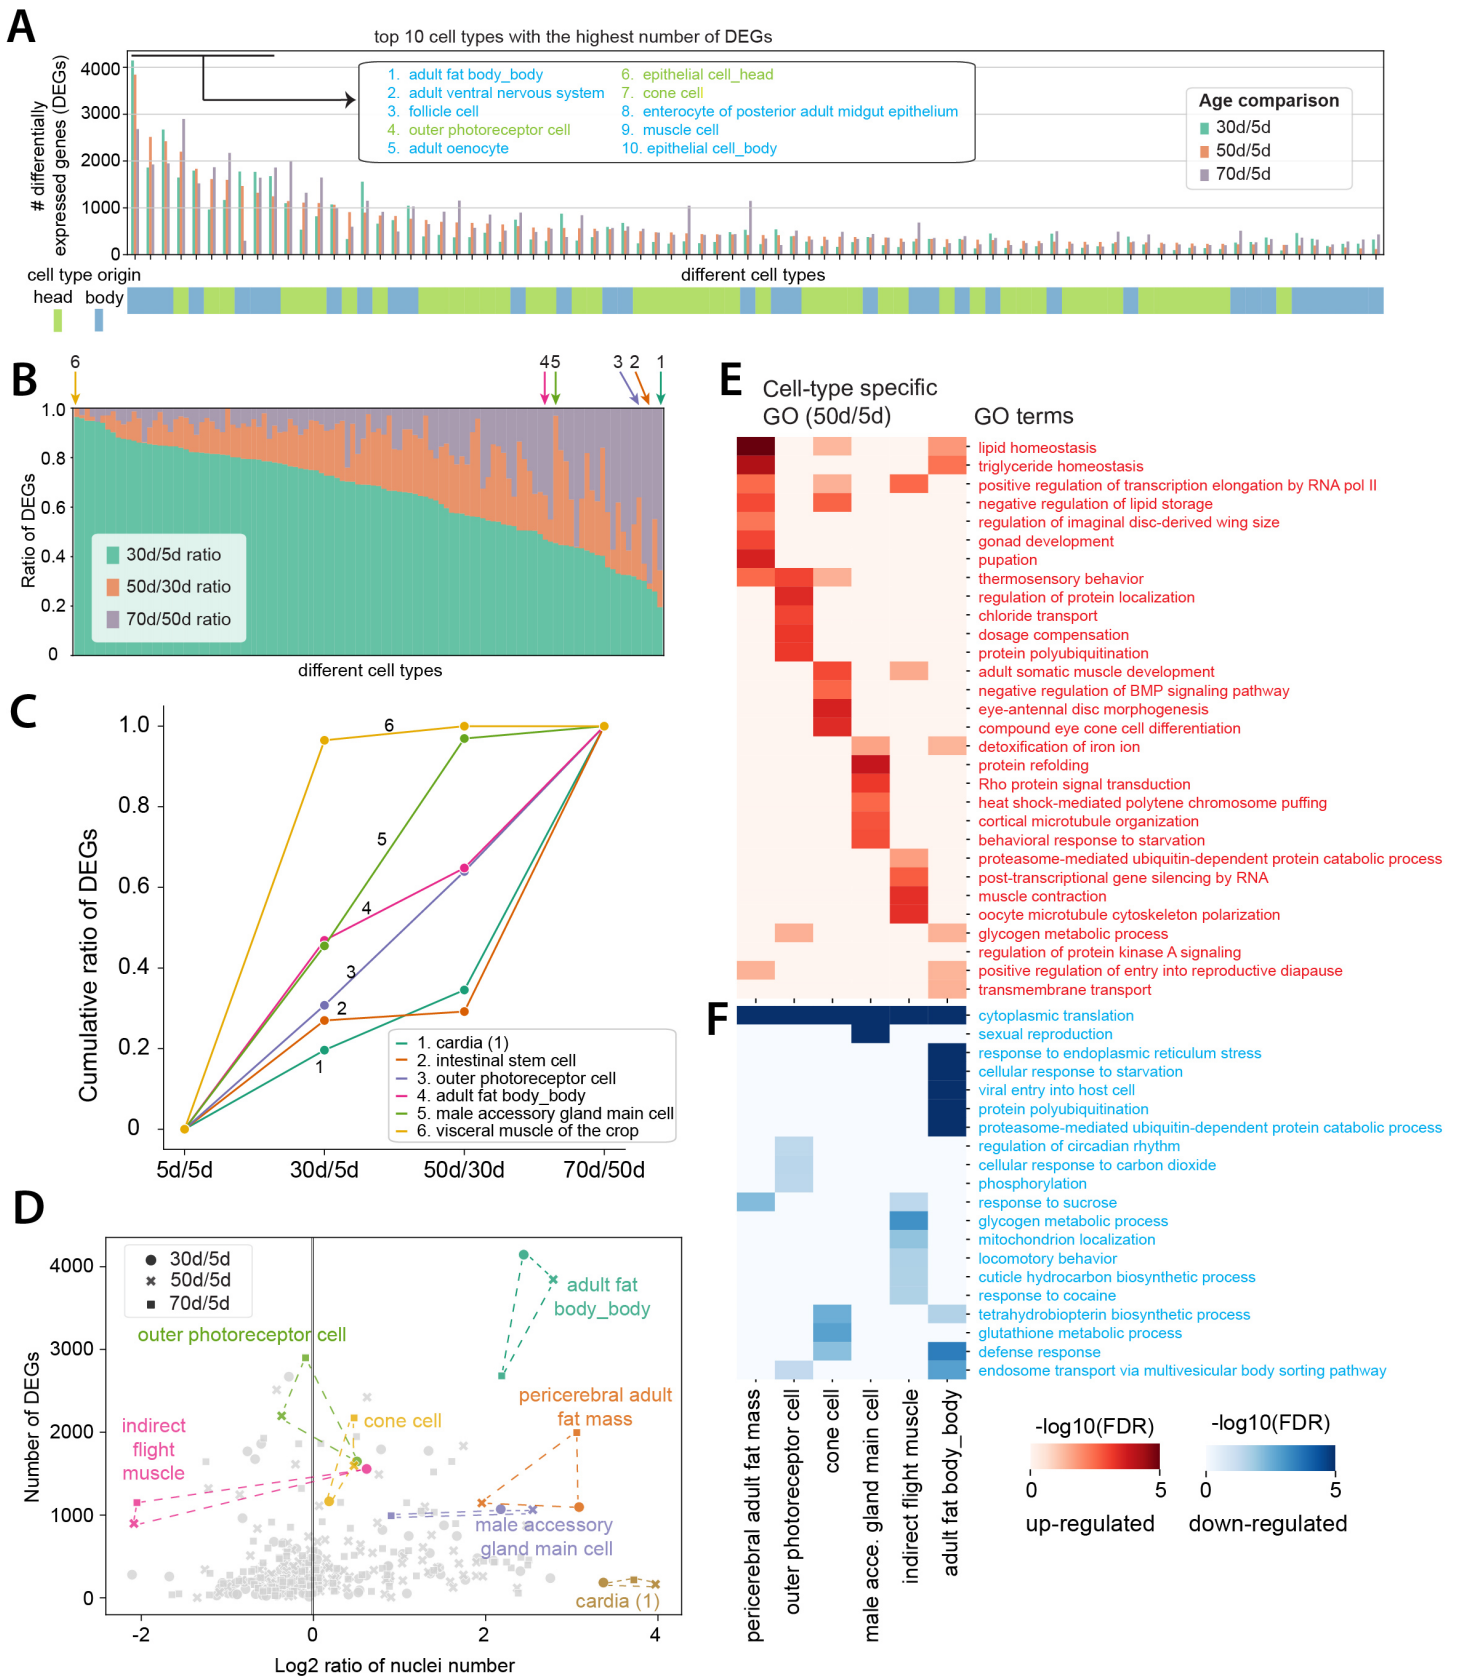 A
top 10 cell types with the highest number of DEGs
# differentially
expressed genes (DEGs)
4000
3000
2000
1000
0
1. adult fat body_body
2. adult ventral nervous system
3. follicle cell
4. outer photoreceptor cell
5. adult oenocyte
6. epithelial cell_head
7. cone cell
8. enterocyte of posterior adult midgut epithelium
9. muscle cell
10. epithelial cell_body
Age comparison
30d/5d
50d/5d
70d/5d
cell type origin
head
body
different cell types
B
6
4 5
3
2
1
Ratio of DEGs
1.0
0.8
0.6
0.4
0.2
0
30d/5d ratio
50d/30d ratio
70d/50d ratio
different cell types
C
Cumulative ratio of DEGs
1.0
0.8
0.6
0.4
0.2
0
6
5
4
3
2
1
1. cardia (1)
2. intestinal stem cell
3. outer photoreceptor cell
4. adult fat body_body
5. male accessory gland main cell
6. visceral muscle of the crop
5d/5d
30d/5d
50d/30d
70d/50d
D
Number of DEGs
4000
3000
2000
1000
0
30d/5d
50d/5d
70d/5d
adult fat
body_body
outer photoreceptor cell
pericerebral adult
fat mass
cone cell
indirect
flight
muscle
male accessory
gland main cell
cardia (1)
-2
0
2
4
Log2 ratio of nuclei number
E
Cell-type specific
GO (50d/5d)
GO terms
lipid homeostasis
triglyceride homeostasis
positive regulation of transcription elongation by RNA pol II
negative regulation of lipid storage
regulation of imaginal disc-derived wing size
gonad development
pupation
thermosensory behavior
regulation of protein localization
chloride transport
dosage compensation
protein polyubiquitination
adult somatic muscle development
negative regulation of BMP signaling pathway
eye-antennal disc morphogenesis
compound eye cone cell differentiation
detoxification of iron ion
protein refolding
Rho protein signal transduction
heat shock-mediated polytene chromosome puffing
cortical microtubule organization
behavioral response to starvation
proteasome-mediated ubiquitin-dependent protein catabolic process
post-transcriptional gene silencing by RNA
muscle contraction
oocyte microtubule cytoskeleton polarization
glycogen metabolic process
regulation of protein kinase A signaling
positive regulation of entry into reproductive diapause
transmembrane transport
F
cytoplasmic translation
sexual reproduction
response to endoplasmic reticulum stress
cellular response to starvation
viral entry into host cell
protein polyubiquitination
proteasome-mediated ubiquitin-dependent protein catabolic process
regulation of circadian rhythm
cellular response to carbon dioxide
phosphorylation
response to sucrose
glycogen metabolic process
mitochondrion localization
locomotory behavior
cuticle hydrocarbon biosynthetic process
response to cocaine
tetrahydrobiopterin biosynthetic process
glutathione metabolic process
defense response
endosome transport via multivesicular body sorting pathway
pericerebral adult fat mass
outer photoreceptor cell
cone cell
male acce. gland main cell
indirect flight muscle
adult fat body_body
-log10(FDR)
0
5
up-regulated
-log10(FDR)
0
5
down-regulated